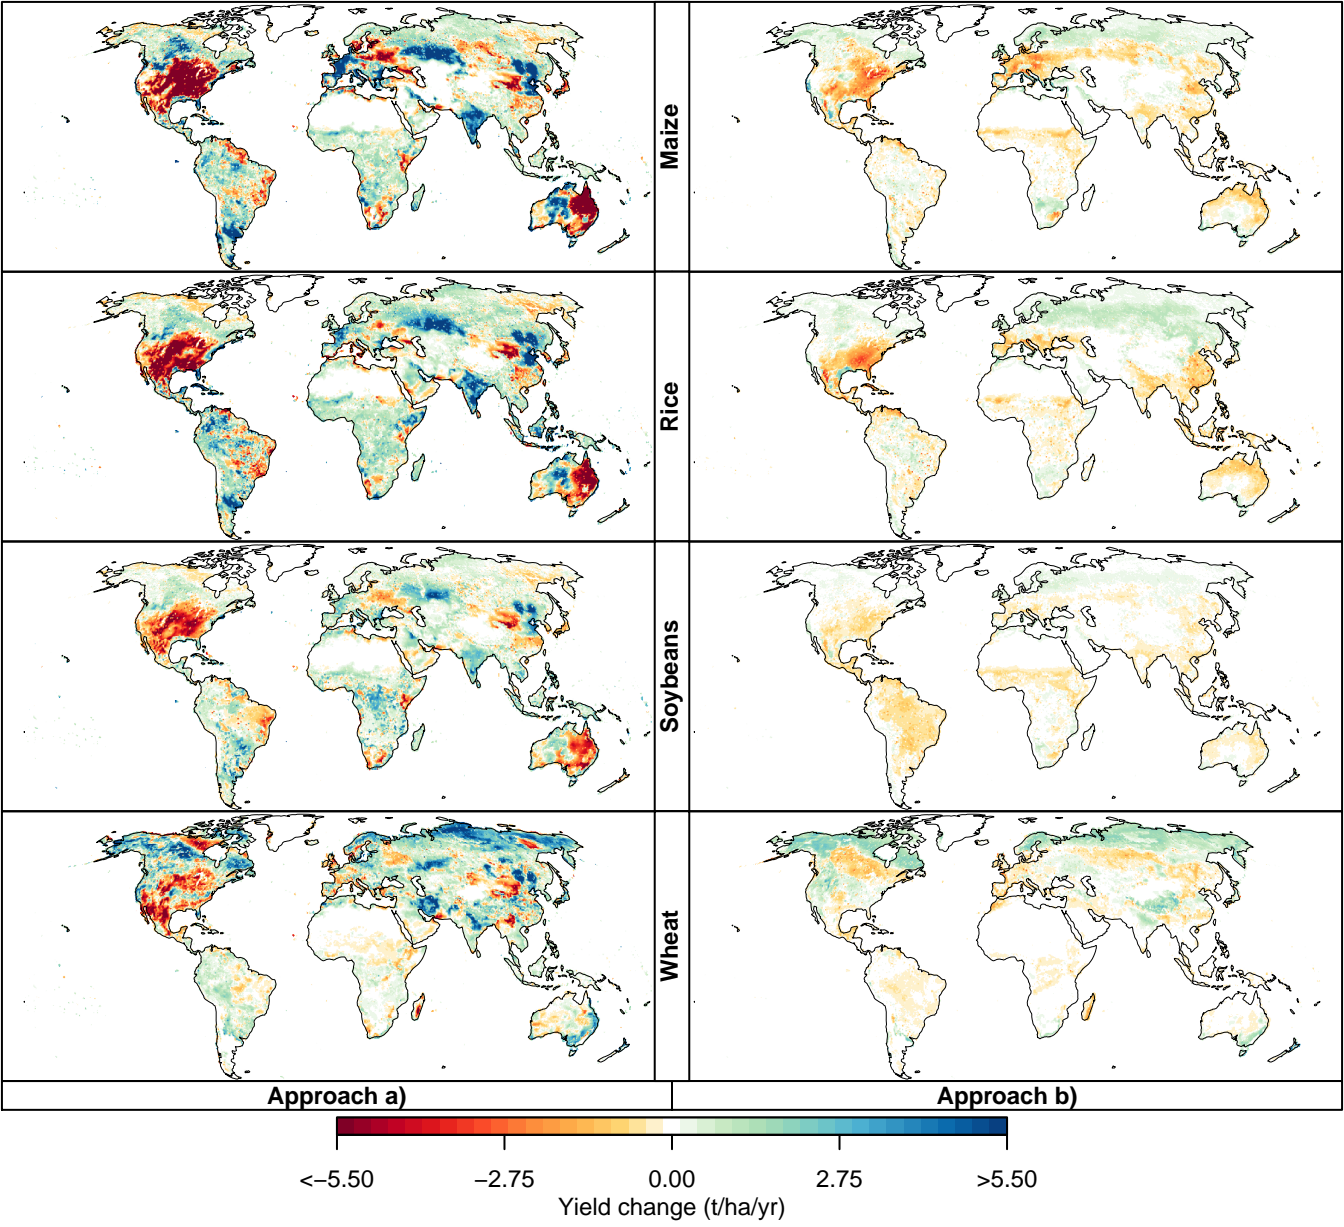 Maize
Rice
Soybeans
Wheat
Approach a) Approach b)
<−5.50 −2.75 0.00 2.75 >5.50
Yield change (t/ha/yr)